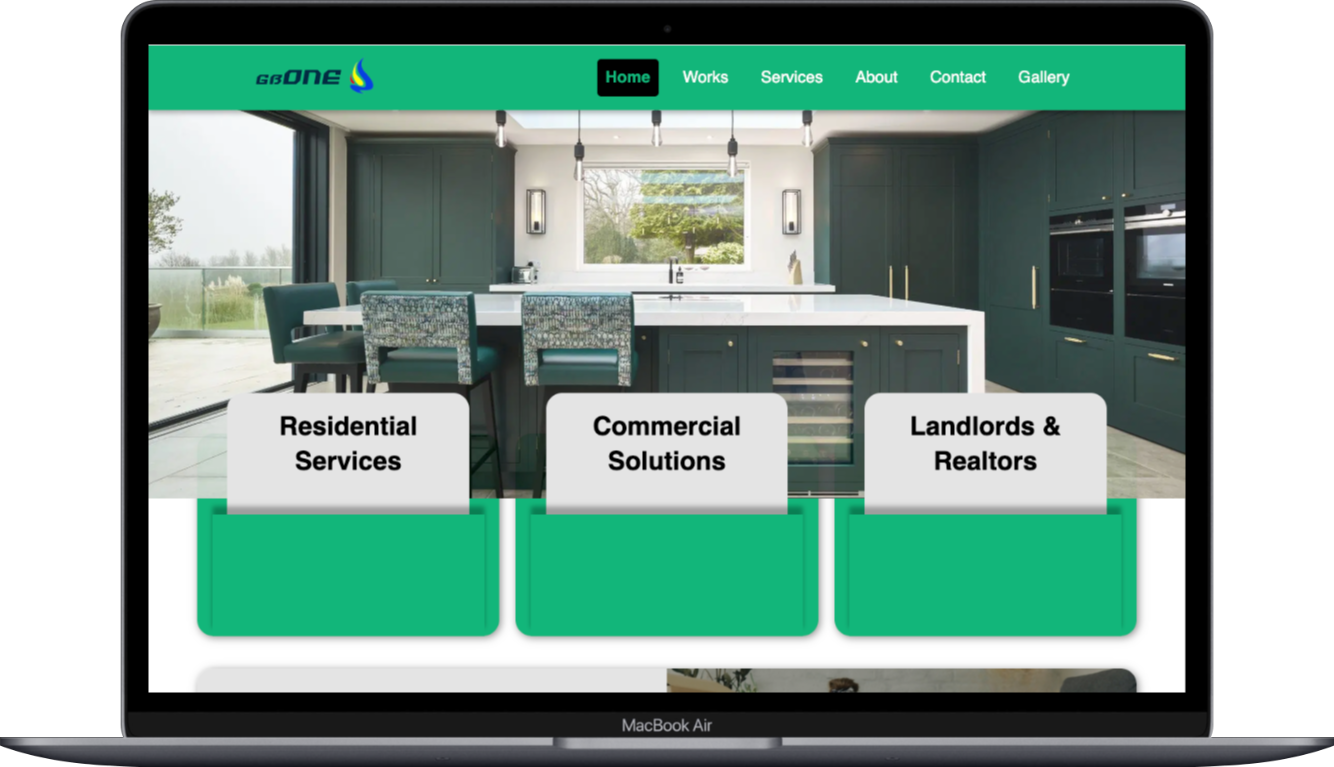 GBONE
Home Works Services About Contact Gallery
Residential
Services
Commercial
Solutions
Landlords &
Realtors
MacBook Air